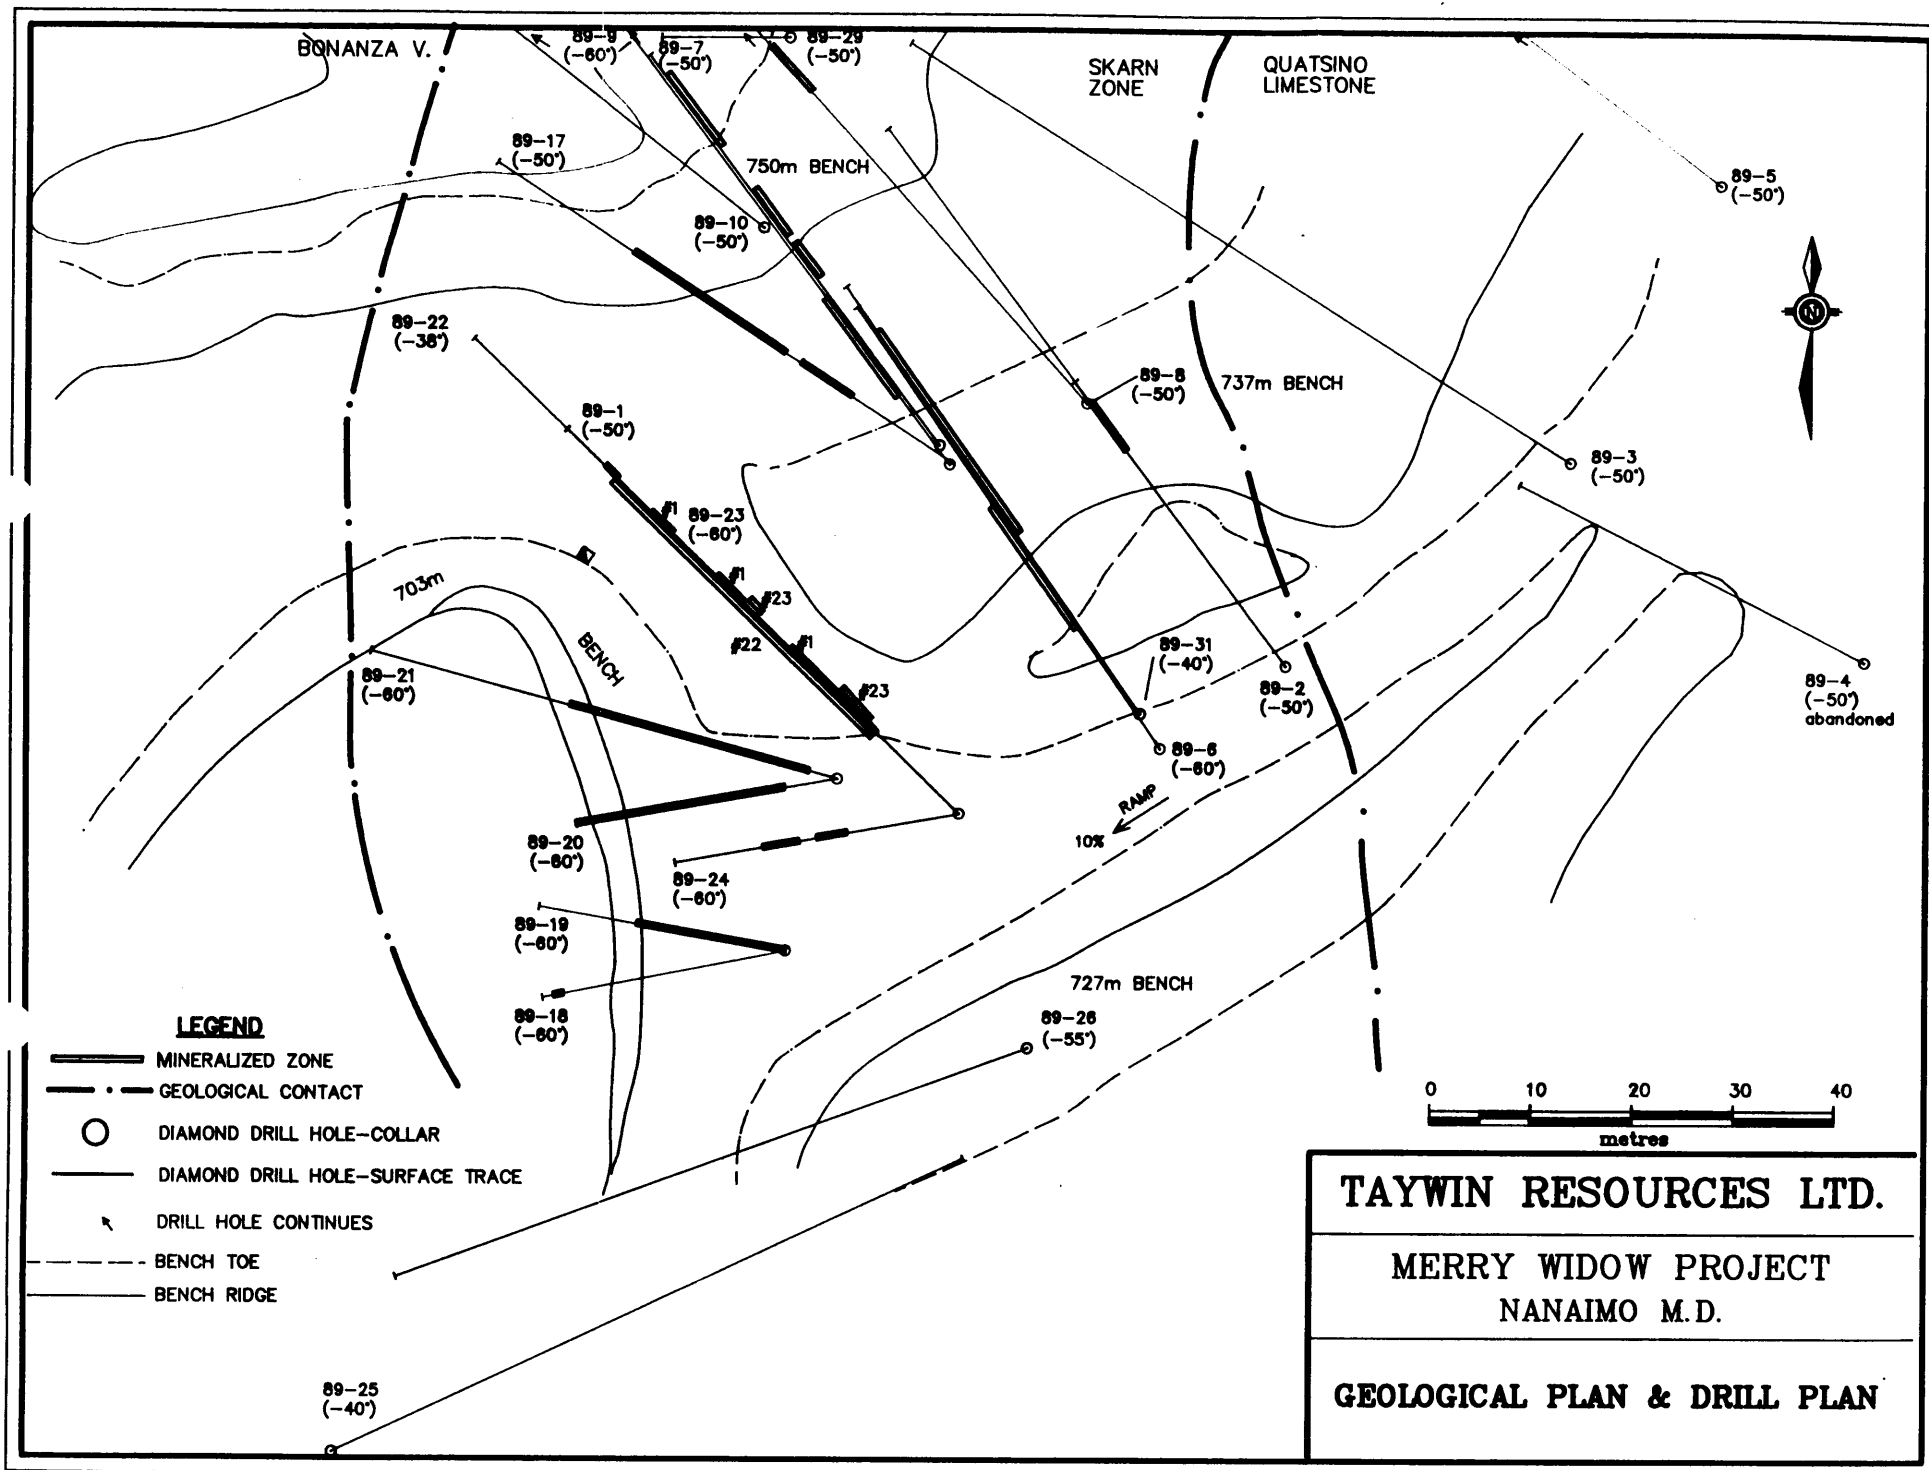 BONANZA V.
89-9
(-60°)
89-7
(-50°)
89-29
(-50°)
SKARN
ZONE
QUATSINO
LIMESTONE
89-17
(-50°)
750m BENCH
89-5
(-50°)
89-10
(-50°)
N
89-22
(-38°)
89-8
(-50°)
737m BENCH
89-1
(-50°)
89-3
(-50°)
#1
89-23
(-60°)
#1
#23
703m
BENCH
#22
#1
#23
89-31
(-40°)
89-21
(-60°)
89-2
(-50°)
89-4
(-50°)
abandoned
89-6
(-60°)
RAMP
10%
89-20
(-60°)
89-24
(-60°)
89-19
(-60°)
727m BENCH
89-18
(-60°)
89-26
(-55°)
LEGEND
MINERALIZED ZONE
GEOLOGICAL CONTACT
DIAMOND DRILL HOLE-COLLAR
DIAMOND DRILL HOLE-SURFACE TRACE
DRILL HOLE CONTINUES
BENCH TOE
BENCH RIDGE
0 10 20 30 40
metres
89-25
(-40°)
TAYWIN RESOURCES LTD.
MERRY WIDOW PROJECT
NANAIMO M.D.
GEOLOGICAL PLAN & DRILL PLAN